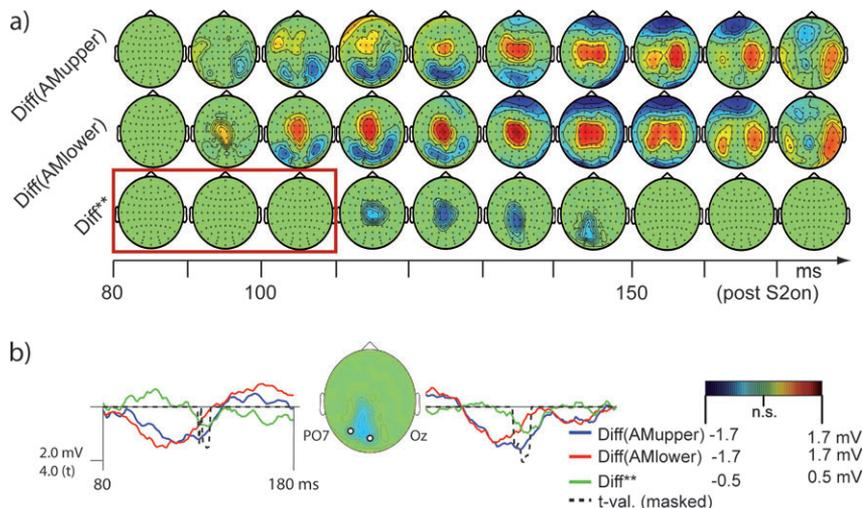 a)
Diff(AMupper)
Diff(AMlower)
Diff**
ms
80 100 150 (post S2on)
b)
PO7 Oz
2.0 mV
4.0 (t)
80 180 ms
n.s.
Diff(AMupper) -1.7 1.7 mV
Diff(AMlower) -1.7 1.7 mV
Diff** -0.5 0.5 mV
t-val. (masked)